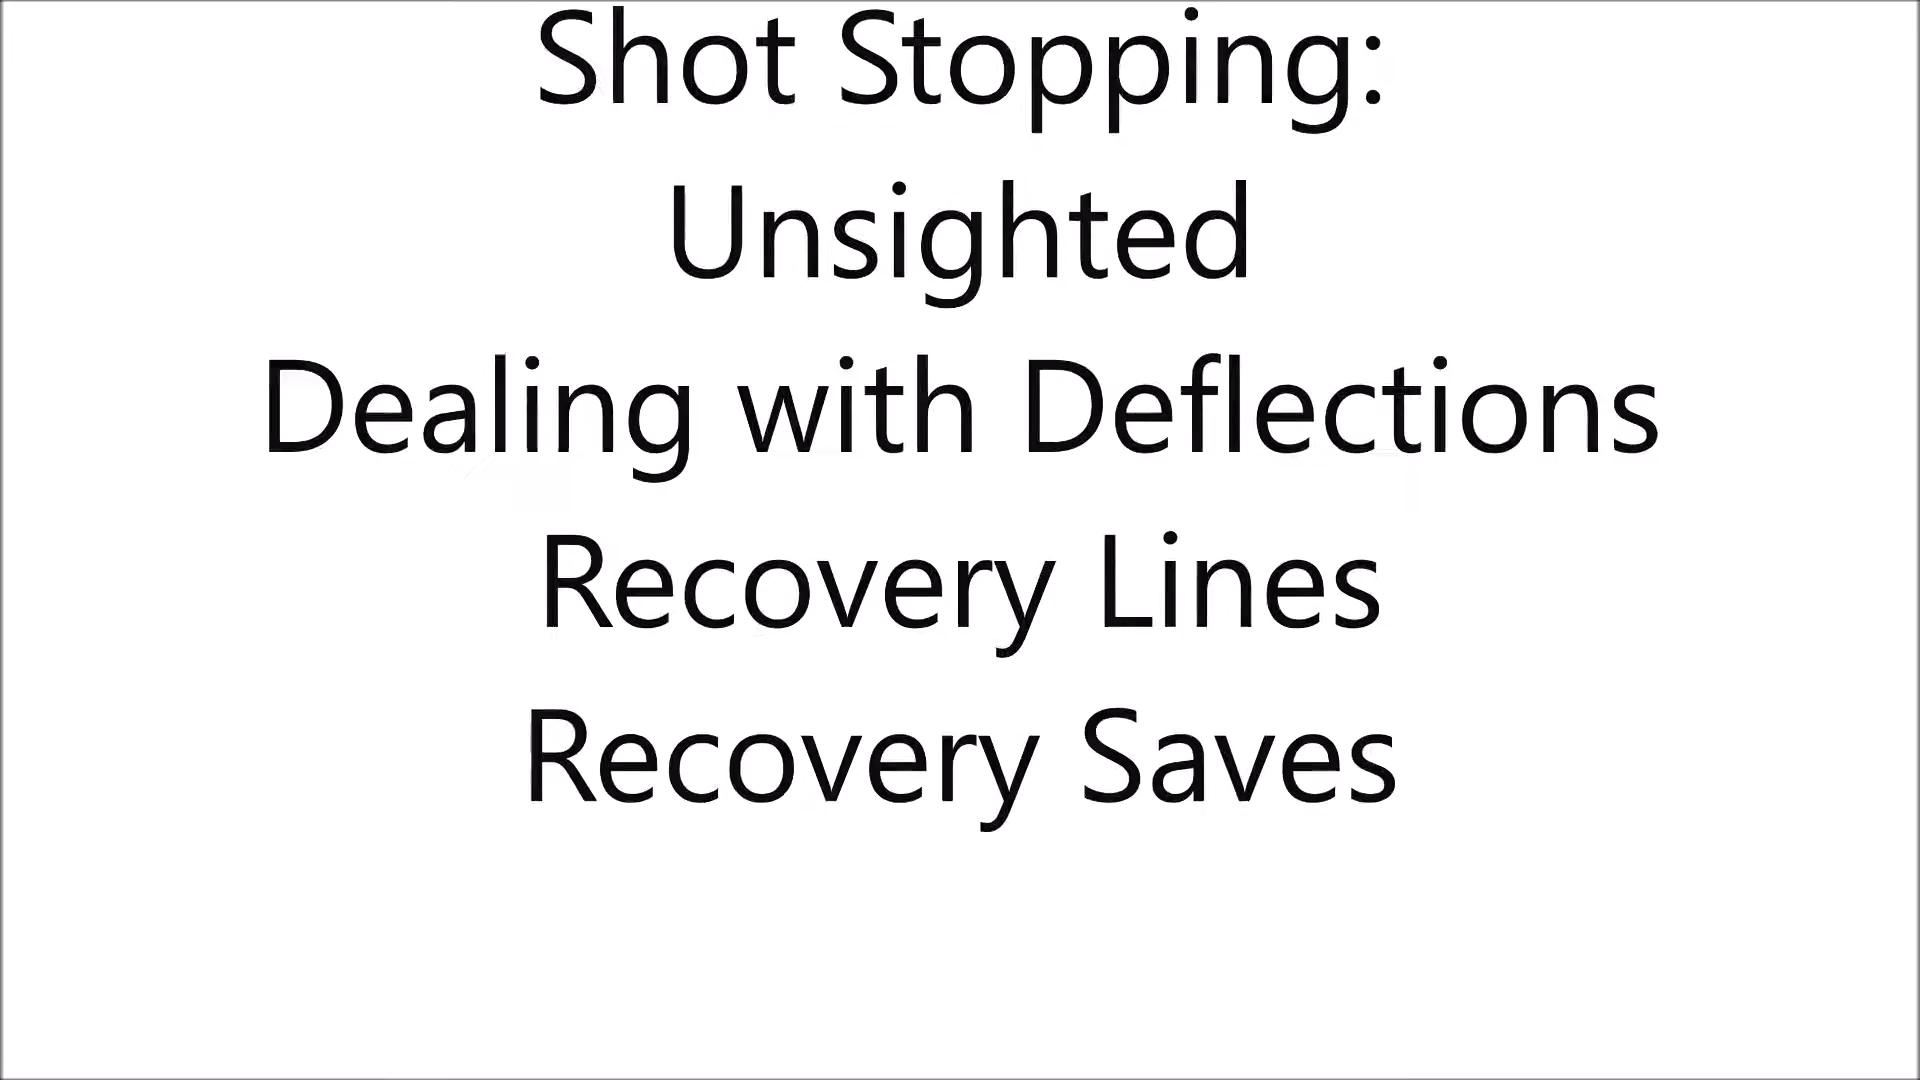 Shot Stopping:
Unsighted
Dealing with Deflections
Recovery Lines
Recovery Saves